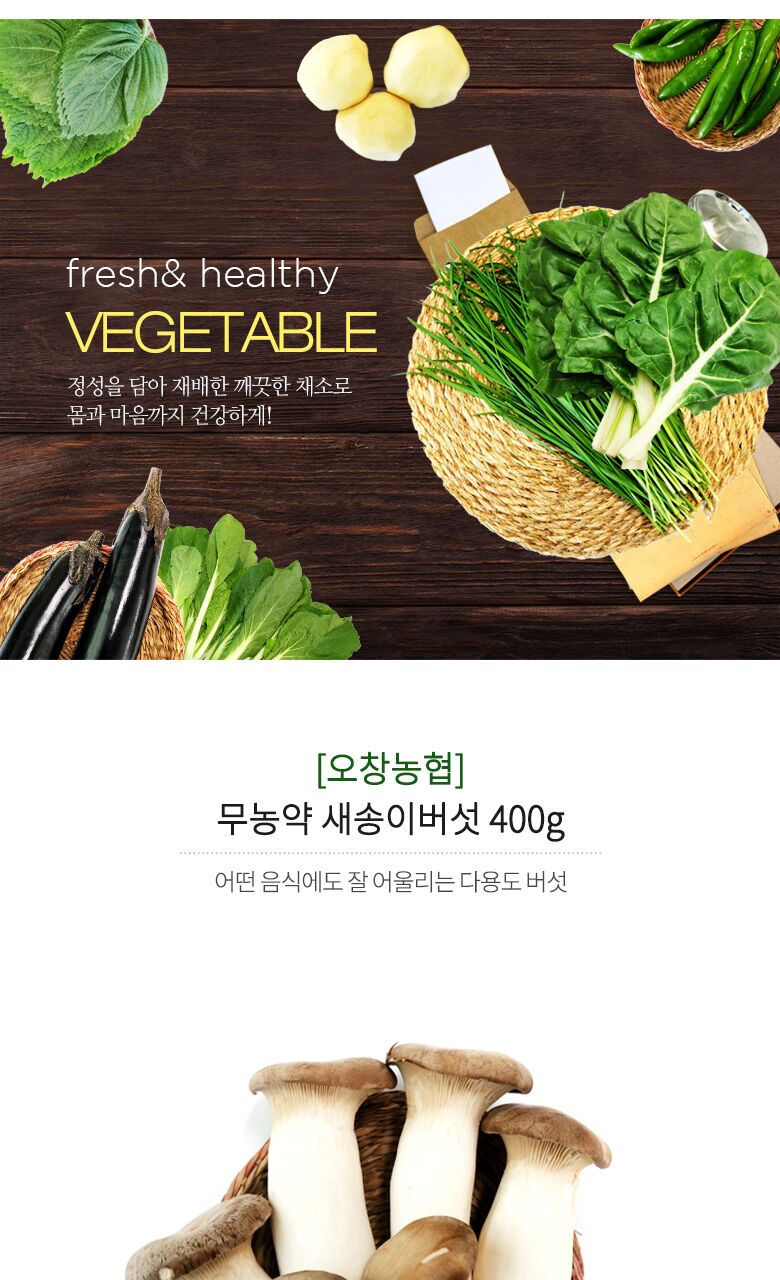 fresh& healthy
VEGETABLE
정성을 담아 재배한 깨끗한 채소로
몸과 마음까지 건강하게!
[오창농협]
무농약 새송이버섯 400g
어떤 음식에도 잘 어울리는 다용도 버섯